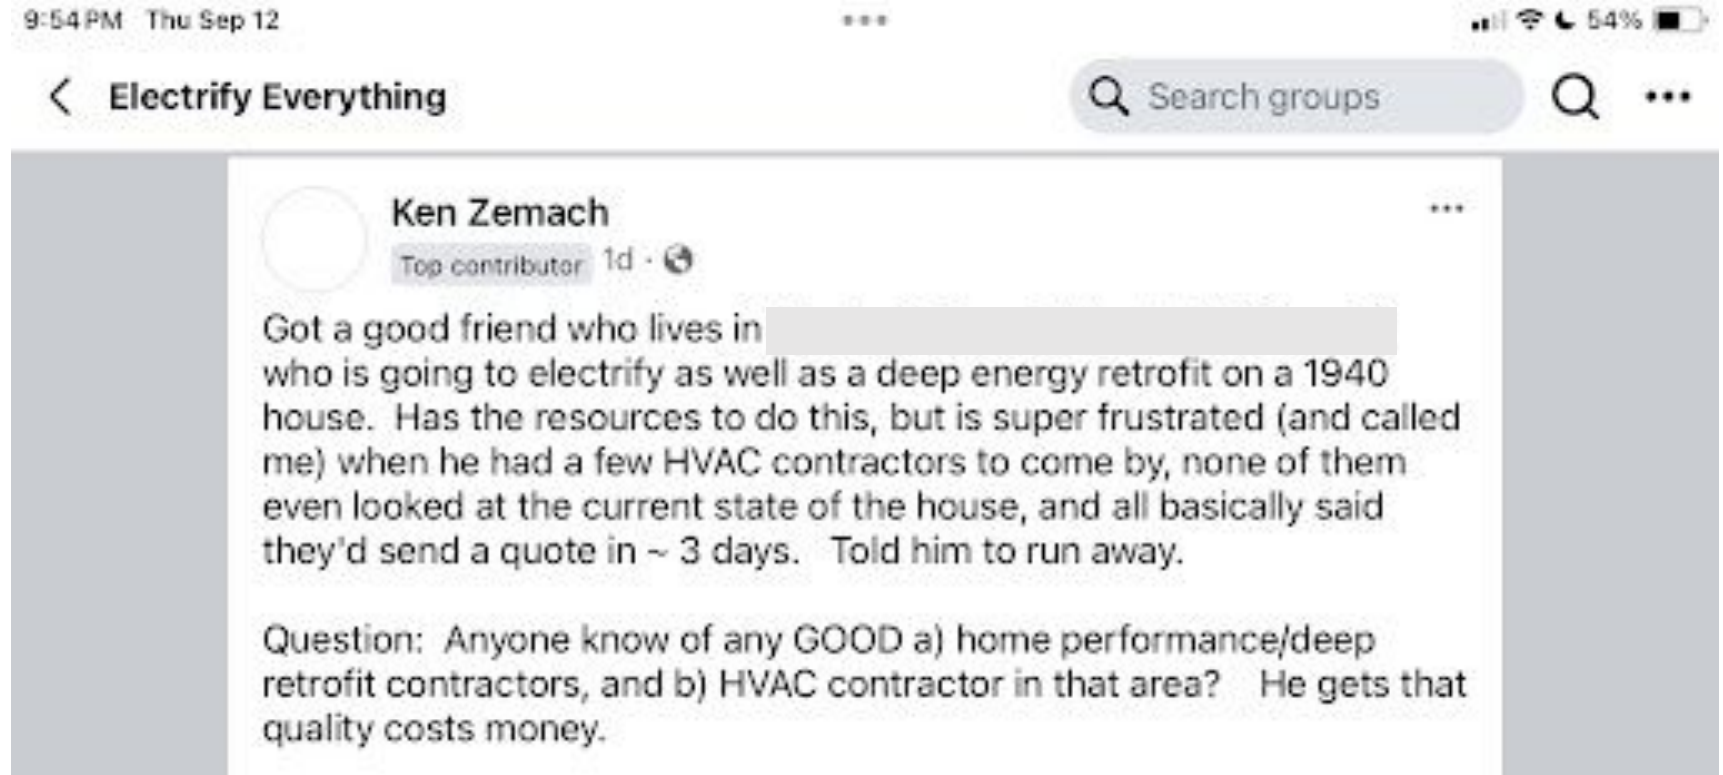 9:54 PM Thu Sep 12
54%
Electrify Everything
Search groups
Ken Zemach
Top contributor 1d ·
Got a good friend who lives in
who is going to electrify as well as a deep energy retrofit on a 1940
house. Has the resources to do this, but is super frustrated (and called
me) when he had a few HVAC contractors to come by, none of them
even looked at the current state of the house, and all basically said
they'd send a quote in ~ 3 days. Told him to run away.
Question: Anyone know of any GOOD a) home performance/deep
retrofit contractors, and b) HVAC contractor in that area? He gets that
quality costs money.